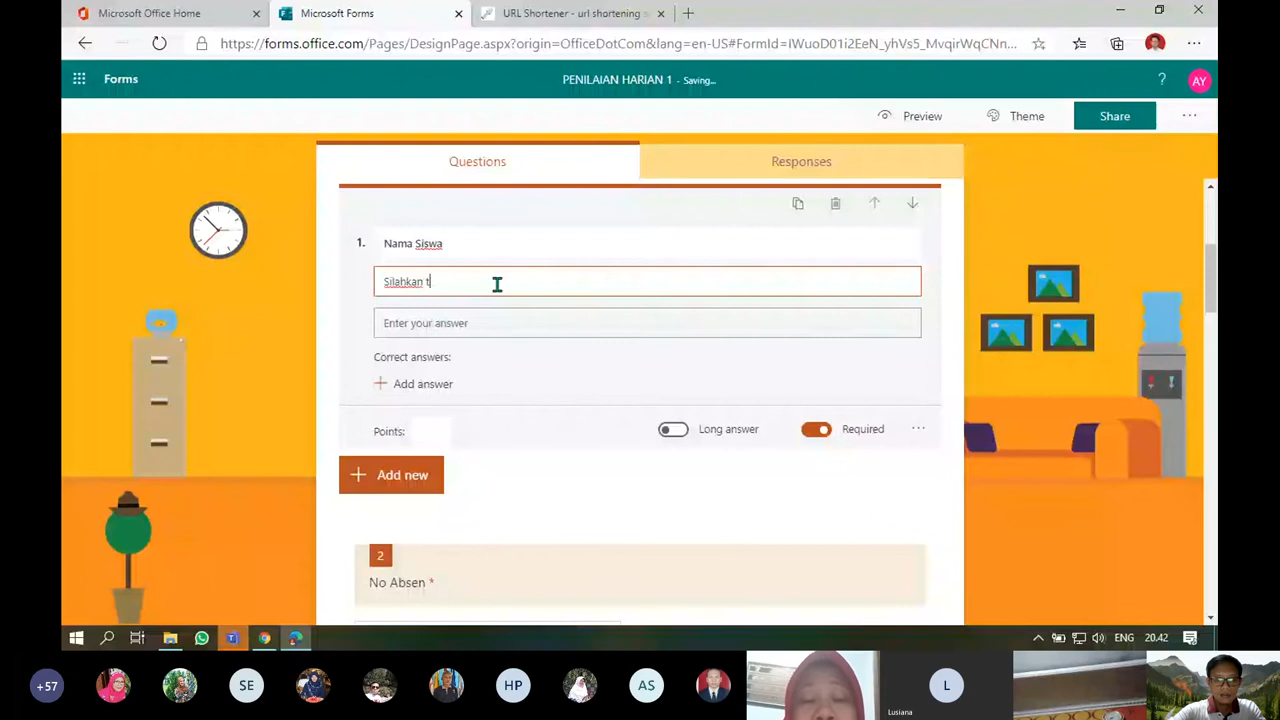 Microsoft Office Home
Microsoft Forms
URL Shortener - url shortening s
https://forms.office.com/Pages/DesignPage.aspx?origin=OfficeDotCom&lang=en-US#FormId=IWuoD01i2EeN_yhVs5_MvqirWqCNn...
Forms
PENILAIAN HARIAN 1 - Saving...
?
AY
Preview
Theme
Share
Questions
Responses
1.
Nama Siswa
Silahkan t
Enter your answer
Correct answers:
+ Add answer
Points:
Long answer
Required
+ Add new
2
No Absen *
ENG
20.42
+57
SE
HP
AS
L
Lusiana